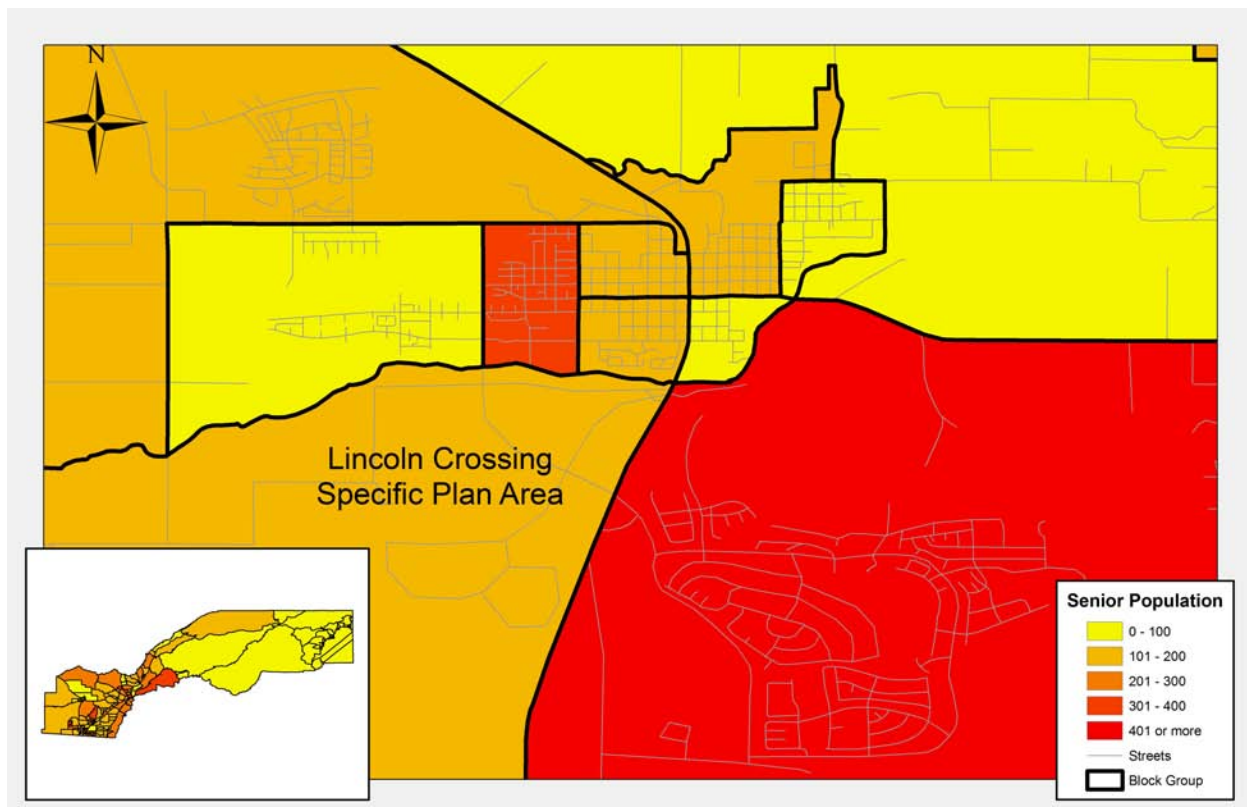 N
Lincoln Crossing
Specific Plan Area
Senior Population
0 - 100
101 - 200
201 - 300
301 - 400
401 or more
Streets
Block Group